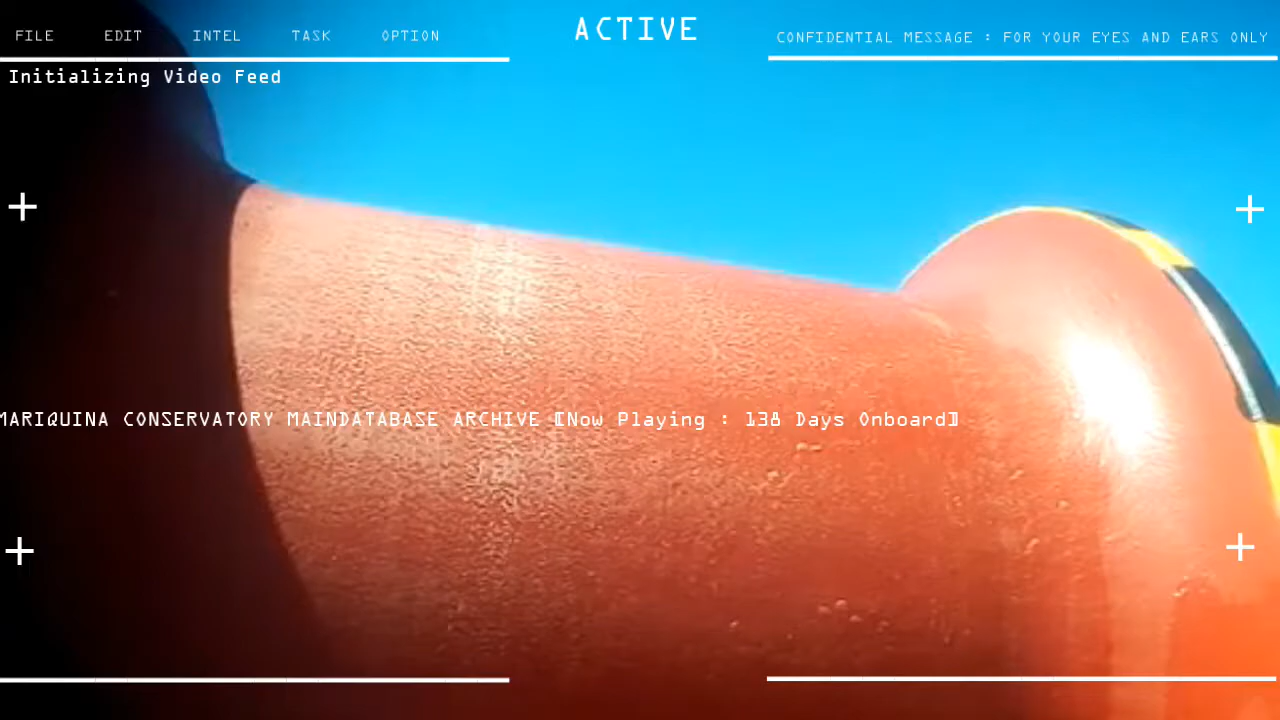 FILE EDIT INTEL TASK OPTION
ACTIVE
CONFIDENTIAL MESSAGE : FOR YOUR EYES AND EARS ONLY
Initializing Video Feed
MARIQUINA CONSERVATORY MAINDATABASE ARCHIVE [Now Playing : 138 Days Onboard]